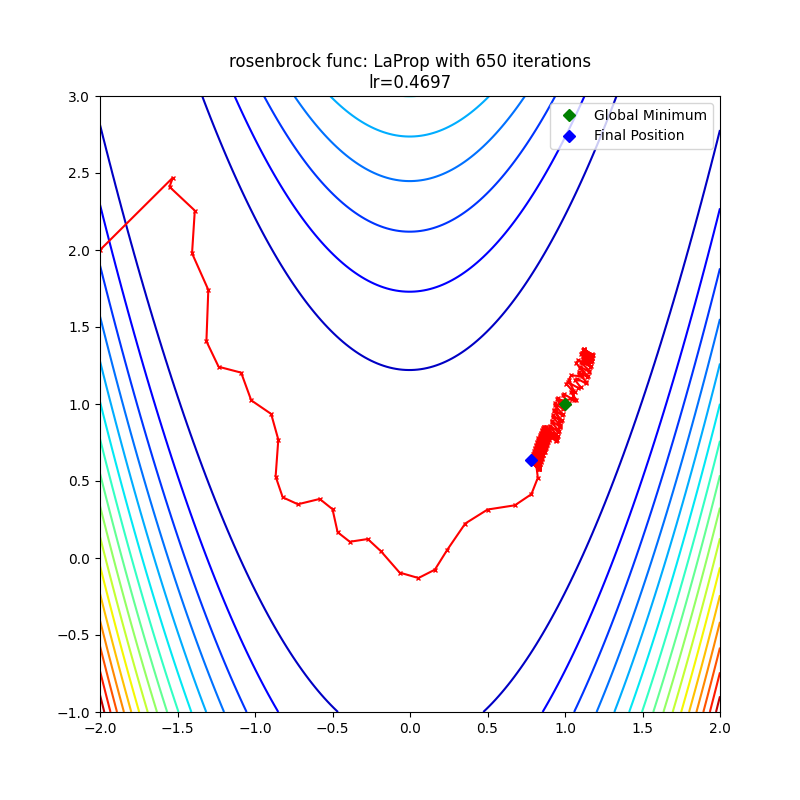 rosenbrock func: LaProp with 650 iterations
lr=0.4697
Global Minimum
Final Position
3.0
2.5
2.0
1.5
1.0
0.5
0.0
−0.5
−1.0
−2.0 −1.5 −1.0 −0.5 0.0 0.5 1.0 1.5 2.0